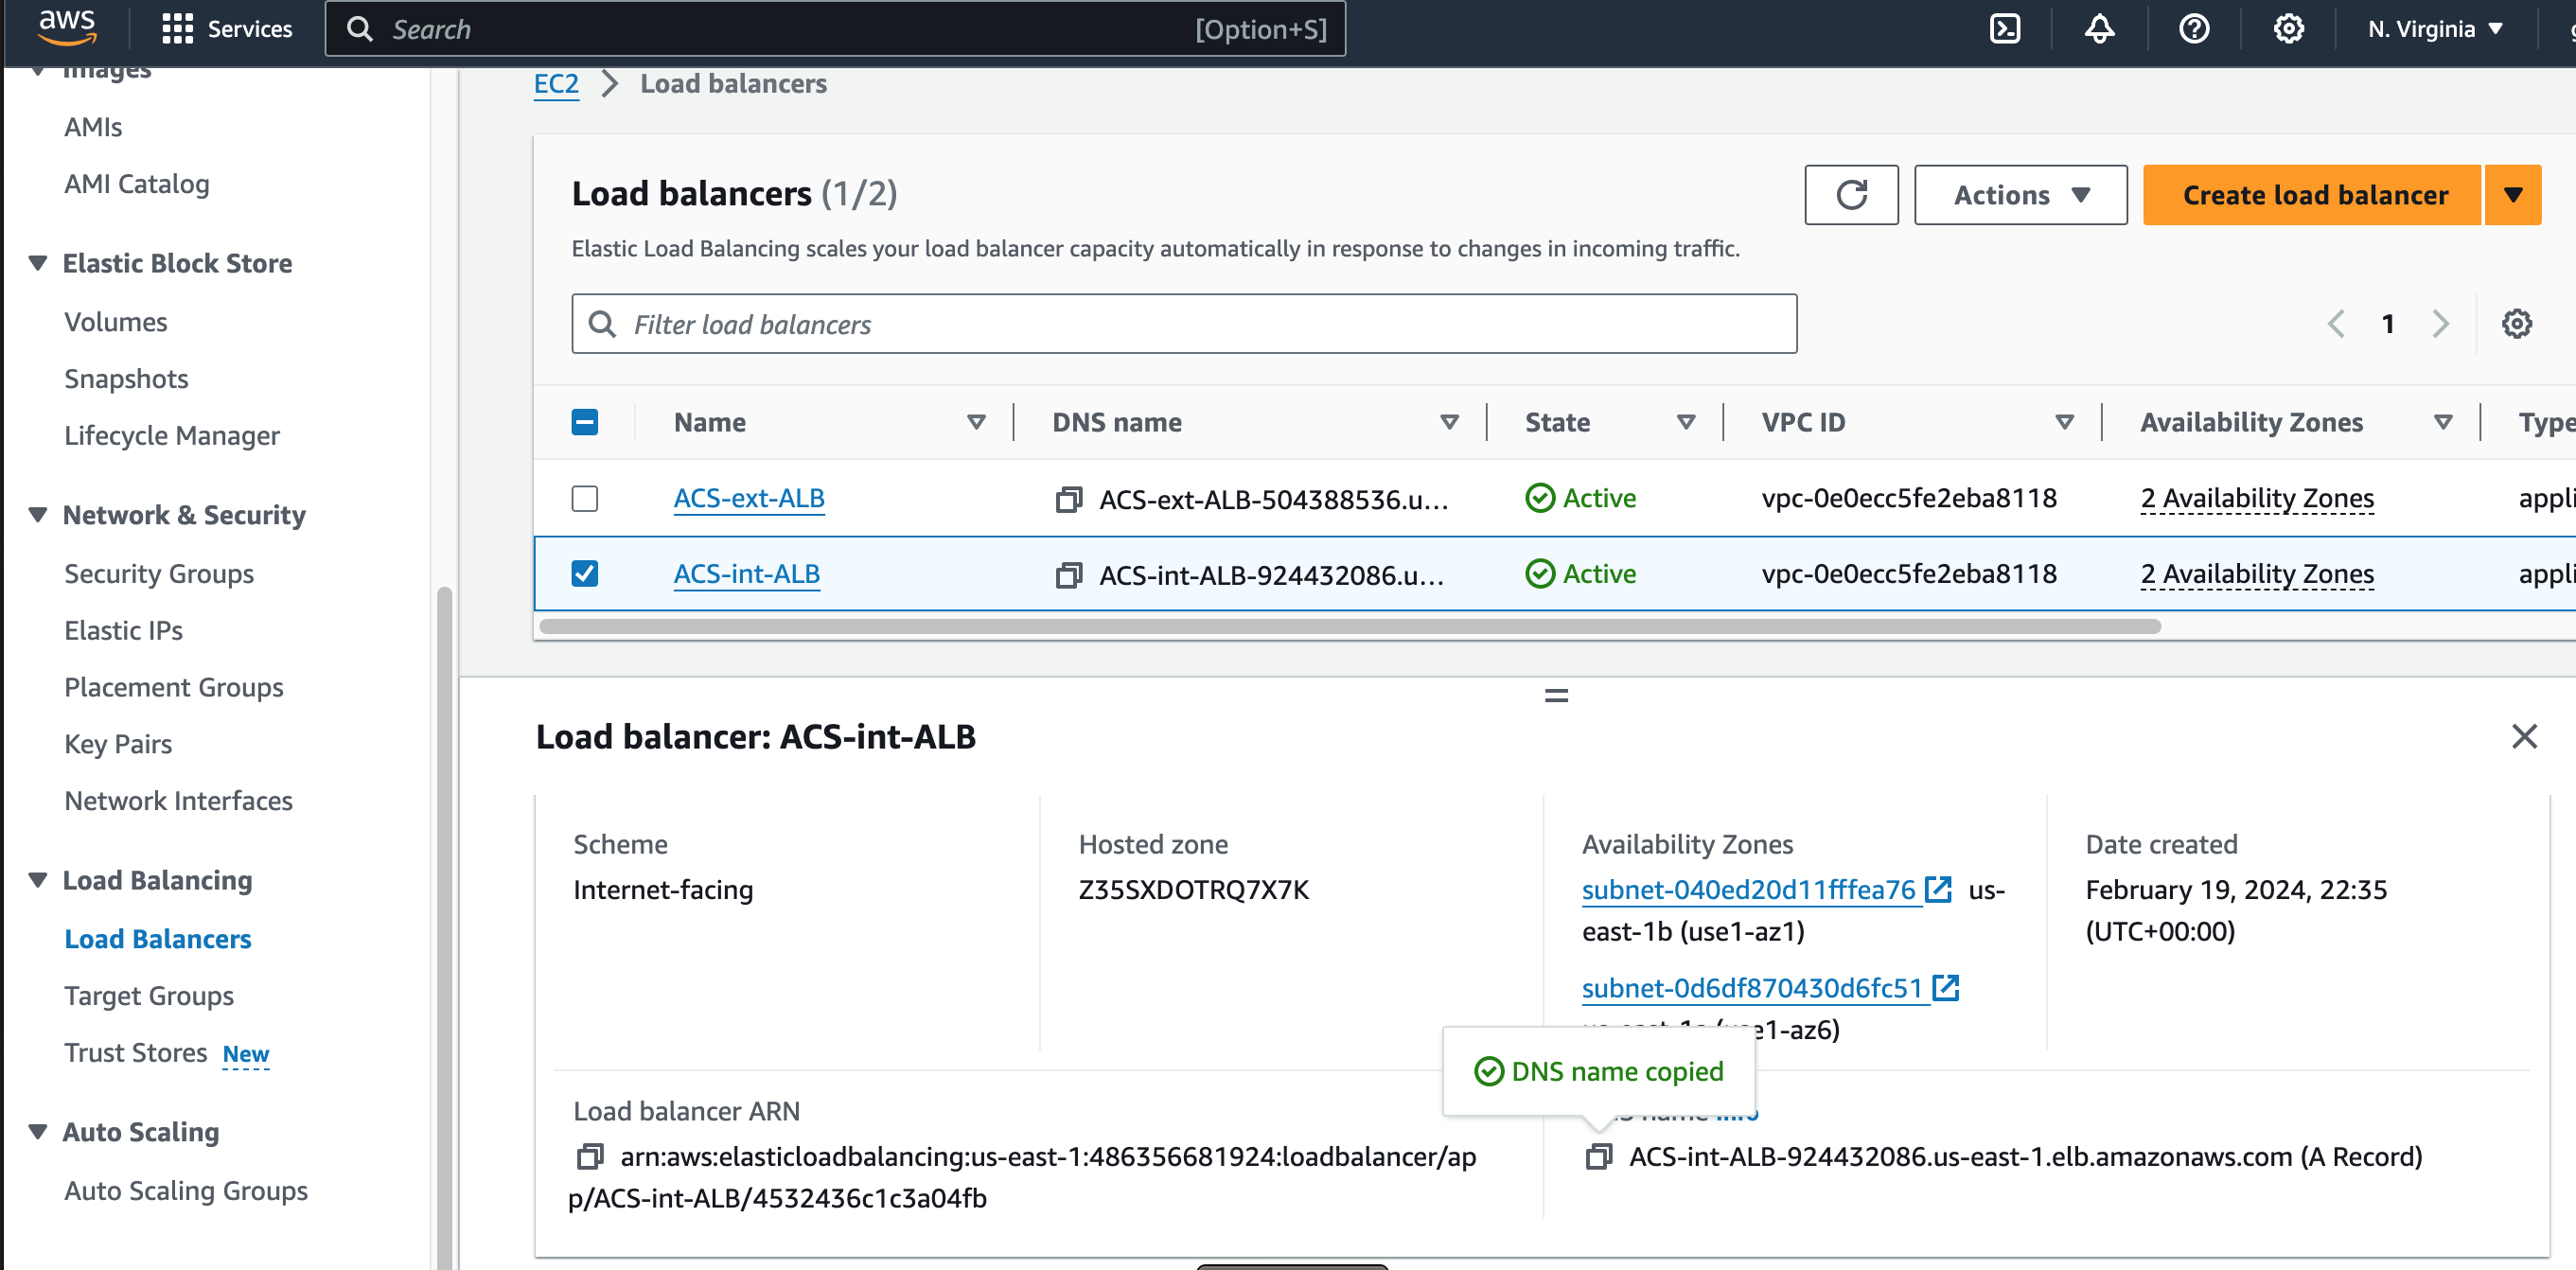 aws
Services
Search
[Option+S]
N. Virginia
Images
AMIs
AMI Catalog
Elastic Block Store
Volumes
Snapshots
Lifecycle Manager
Network & Security
Security Groups
Elastic IPs
Placement Groups
Key Pairs
Network Interfaces
Load Balancing
Load Balancers
Target Groups
Trust Stores New
Auto Scaling
Auto Scaling Groups
EC2 > Load balancers
Load balancers (1/2)
Actions
Create load balancer
Elastic Load Balancing scales your load balancer capacity automatically in response to changes in incoming traffic.
Filter load balancers
1
Name DNS name State VPC ID Availability Zones Type
ACS-ext-ALB ACS-ext-ALB-504388536.u... Active vpc-0e0ecc5fe2eba8118 2 Availability Zones appli
ACS-int-ALB ACS-int-ALB-924432086.u... Active vpc-0e0ecc5fe2eba8118 2 Availability Zones appli
Load balancer: ACS-int-ALB
Scheme
Internet-facing
Hosted zone
Z35SXDOTRQ7X7K
Availability Zones
subnet-040ed20d11fffea76 us-
east-1b (use1-az1)
subnet-0d6df870430d6fc51
(use1-az6)
Date created
February 19, 2024, 22:35
(UTC+00:00)
DNS name copied
Load balancer ARN
arn:aws:elasticloadbalancing:us-east-1:486356681924:loadbalancer/ap
p/ACS-int-ALB/4532436c1c3a04fb
name Info
ACS-int-ALB-924432086.us-east-1.elb.amazonaws.com (A Record)